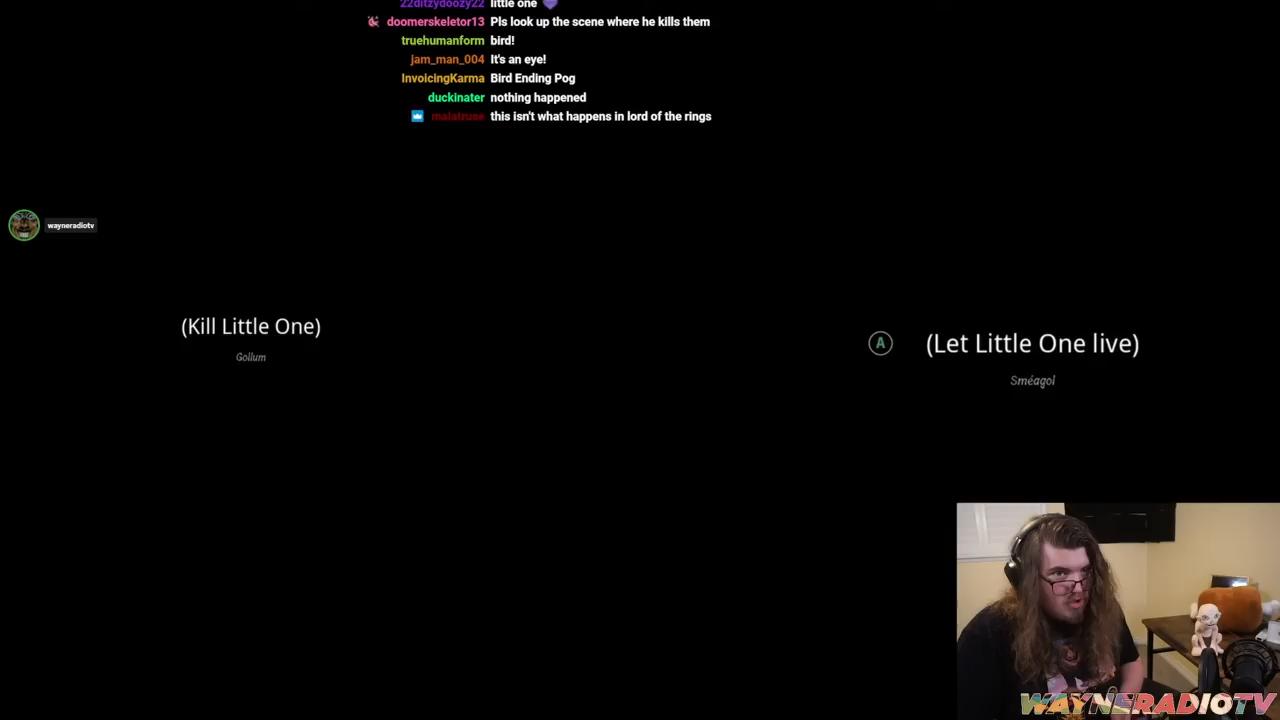 22ditzydoozy22 little one
doomerskeletor13 Pls look up the scene where he kills them
truehumanform bird!
jam_man_004 It's an eye!
InvoicingKarma Bird Ending Pog
duckinater nothing happened
malatruse this isn't what happens in lord of the rings
wayneradiotv
(Kill Little One)
Gollum
A (Let Little One live)
Sméagol
WAYNERADIOTV